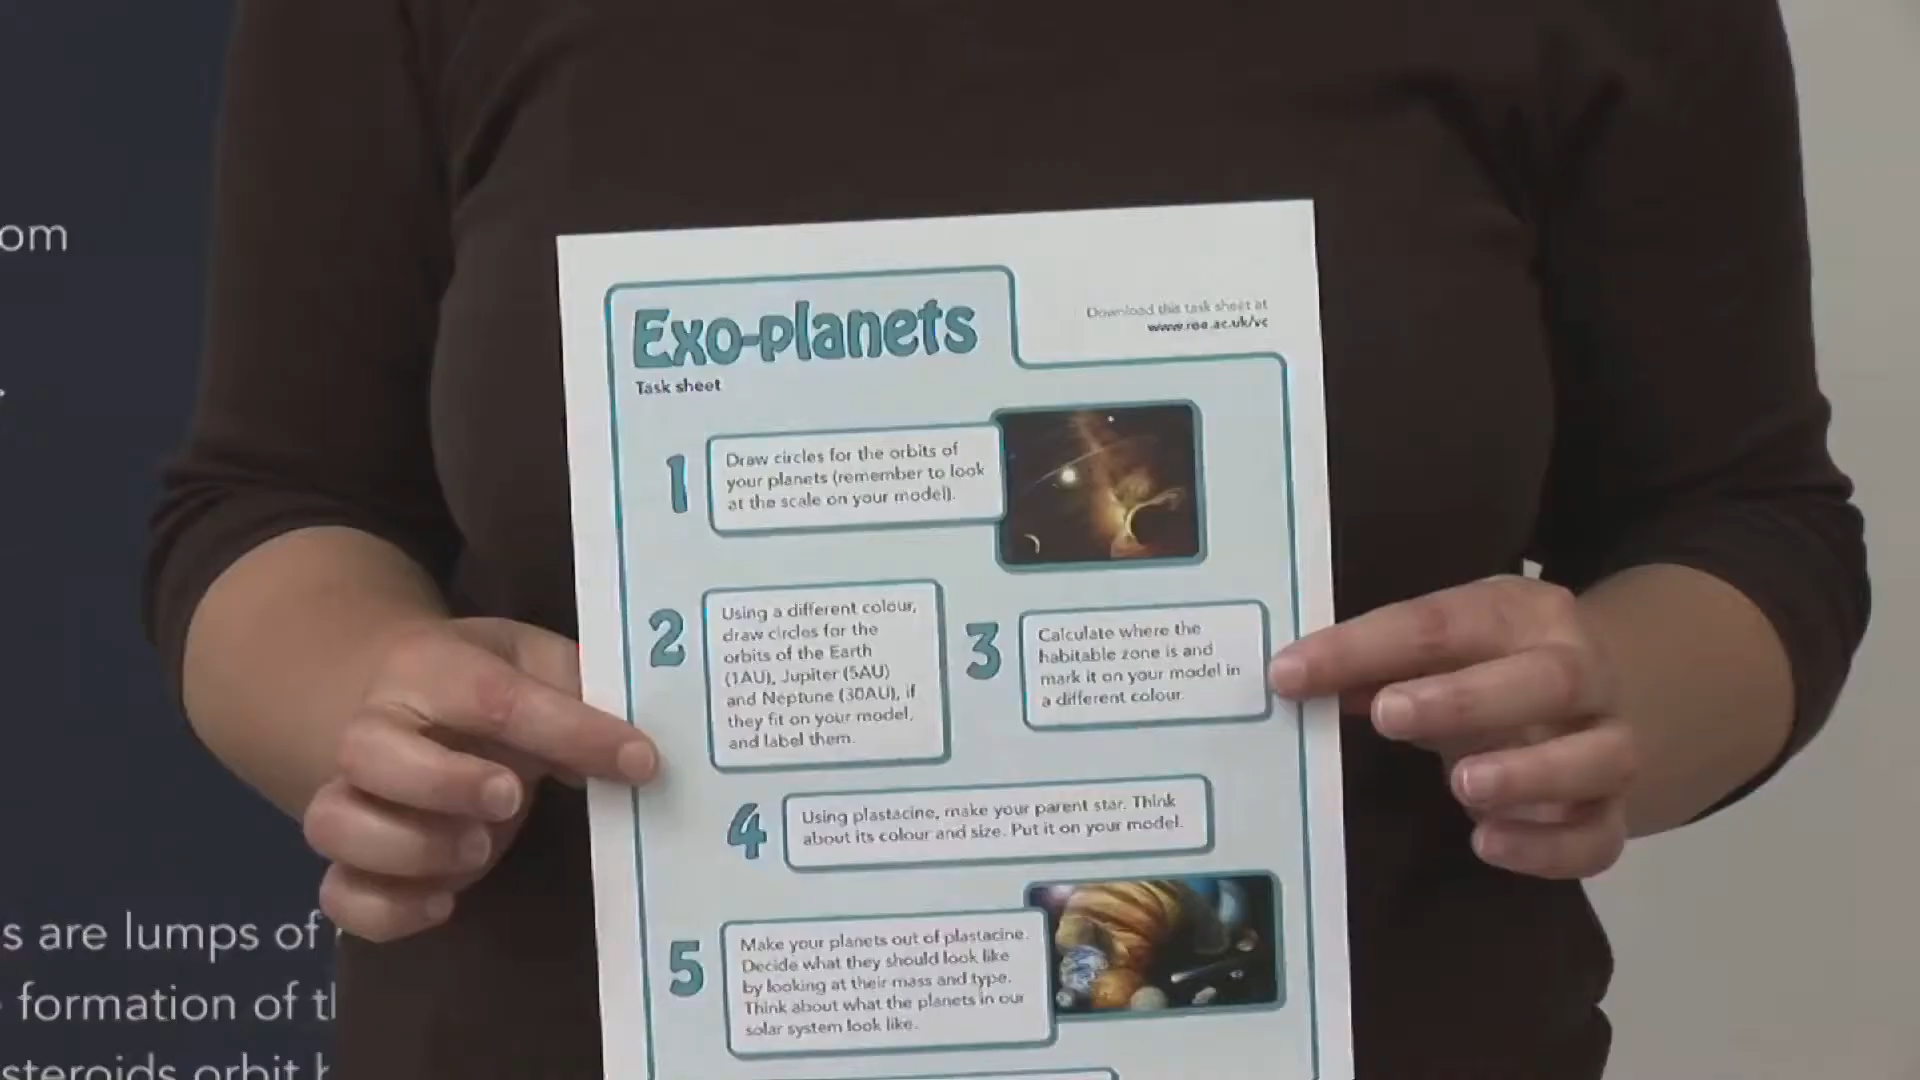 om
Exo-planets
Task sheet
Download this task sheet at
www.roe.ac.uk/vc
1
Draw circles for the orbits of
your planets (remember to look
at the scale on your model).
2
Using a different colour,
draw circles for the
orbits of the Earth
(1AU), Jupiter (5AU)
and Neptune (30AU), if
they fit on your model,
and label them.
3
Calculate where the
habitable zone is and
mark it on your model in
a different colour.
4
Using plastacine, make your parent star. Think
about its colour and size. Put it on your model.
5
Make your planets out of plastacine.
Decide what they should look like
by looking at their mass and type.
Think about what the planets in our
solar system look like.
s are lumps of
formation of t
steroids orbit